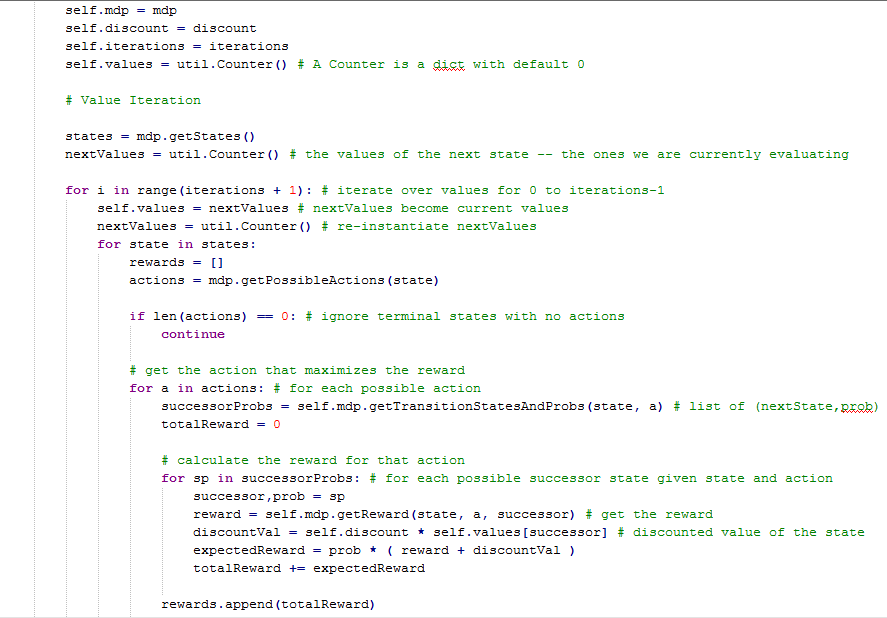 self.mdp = mdp
self.discount = discount
self.iterations = iterations
self.values = util.Counter() # A Counter is a dict with default 0
# Value Iteration
states = mdp.getStates()
nextValues = util.Counter() # the values of the next state -- the ones we are currently evaluating
for i in range(iterations + 1): # iterate over values for 0 to iterations-1
self.values = nextValues # nextValues become current values
nextValues = util.Counter() # re-instantiate nextValues
for state in states:
rewards = []
actions = mdp.getPossibleActions(state)
if len(actions) == 0: # ignore terminal states with no actions
continue
# get the action that maximizes the reward
for a in actions: # for each possible action
successorProbs = self.mdp.getTransitionStatesAndProbs(state, a) # list of (nextState,prob)
totalReward = 0
# calculate the reward for that action
for sp in successorProbs: # for each possible successor state given state and action
successor,prob = sp
reward = self.mdp.getReward(state, a, successor) # get the reward
discountVal = self.discount * self.values[successor] # discounted value of the state
expectedReward = prob * ( reward + discountVal )
totalReward += expectedReward
rewards.append(totalReward)